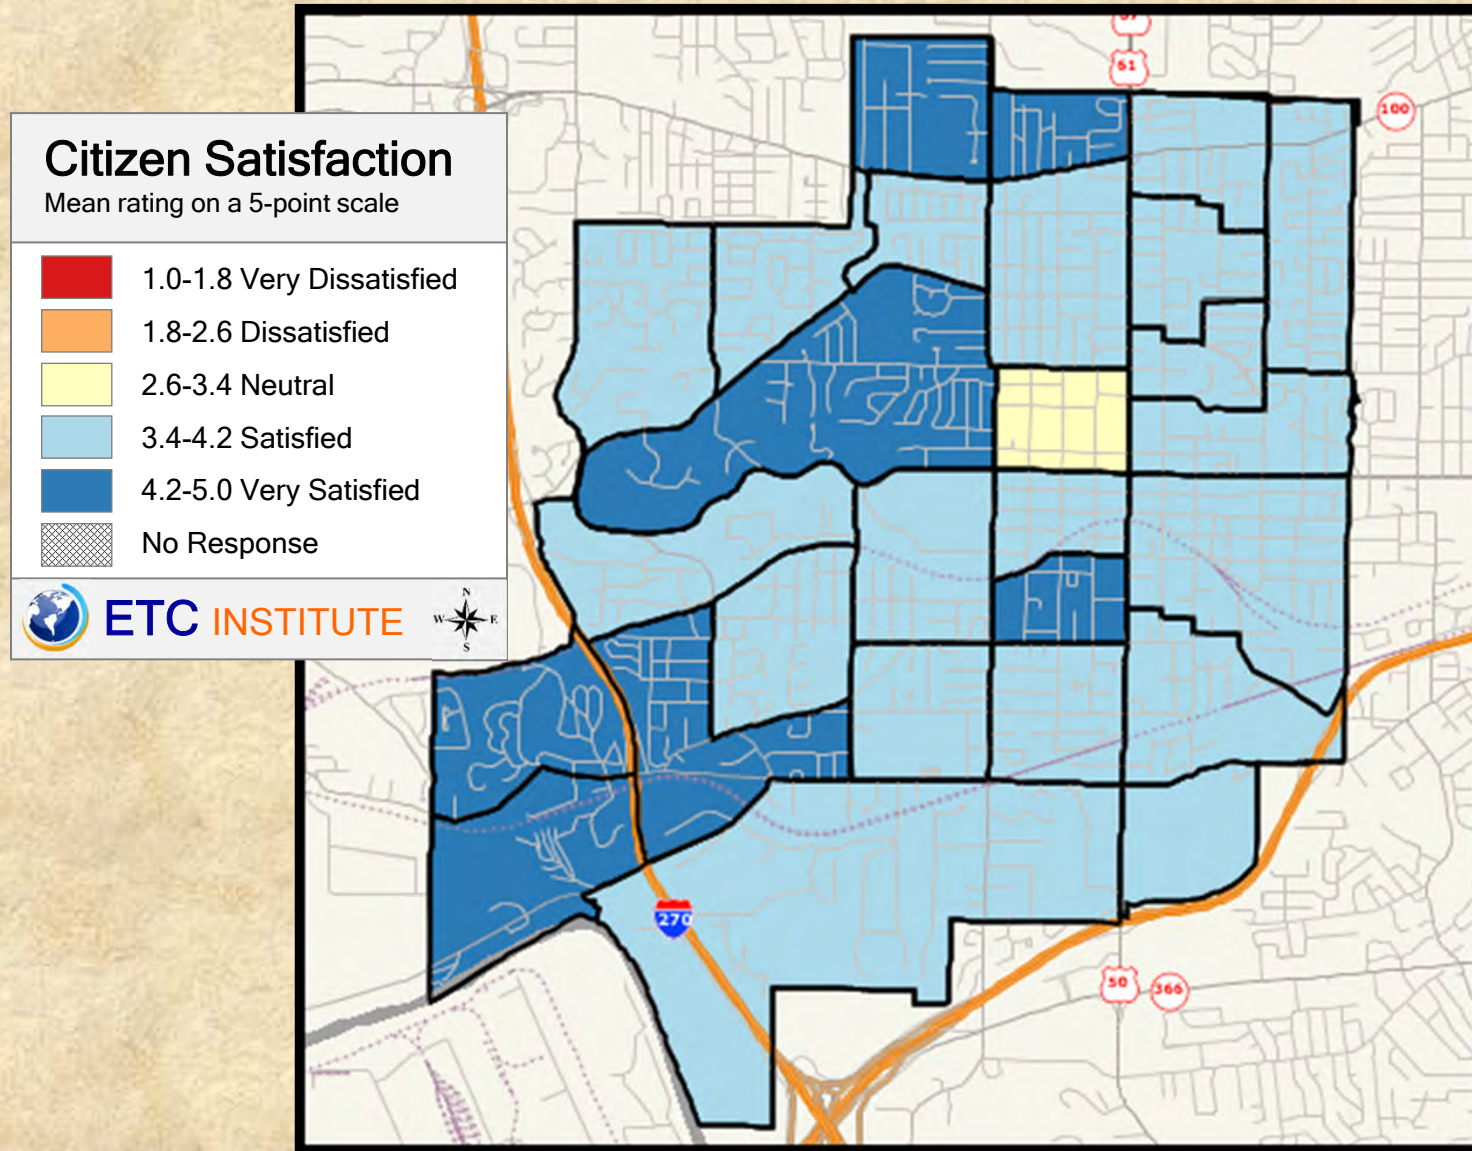 Citizen Satisfaction
Mean rating on a 5-point scale
1.0-1.8 Very Dissatisfied
1.8-2.6 Dissatisfied
2.6-3.4 Neutral
3.4-4.2 Satisfied
4.2-5.0 Very Satisfied
No Response
ETC INSTITUTE
N
W E
S
61
100
270
50
366